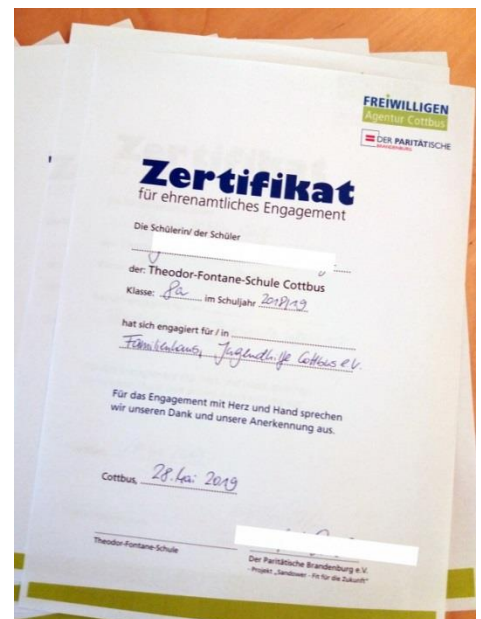 FREIWILLIGEN
Agentur Cottbus
DER PARITÄTISCHE
BRANDENBURG
Zertifikat
für ehrenamtliches Engagement
Die Schülerin/ der Schüler
der: Theodor-Fontane-Schule Cottbus
Klasse: 8a im Schuljahr 2018/19
hat sich engagiert für / in
Familienhaus, Jugendhilfe Cottbus e.V.
Für das Engagement mit Herz und Hand sprechen
wir unseren Dank und unsere Anerkennung aus.
Cottbus, 28. Mai 2019
Theodor-Fontane-Schule
Der Paritätische Brandenburg e.V.
- Projekt „Sandower - Fit für die Zukunft"